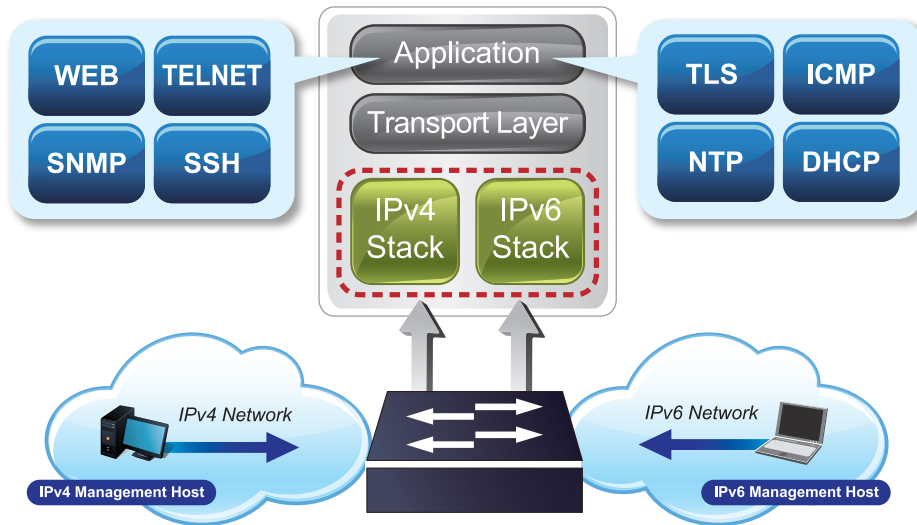 WEB
TELNET
SNMP
SSH
Application
Transport Layer
IPv4
Stack
IPv6
Stack
TLS
ICMP
NTP
DHCP
IPv4 Network
IPv4 Management Host
IPv6 Network
IPv6 Management Host